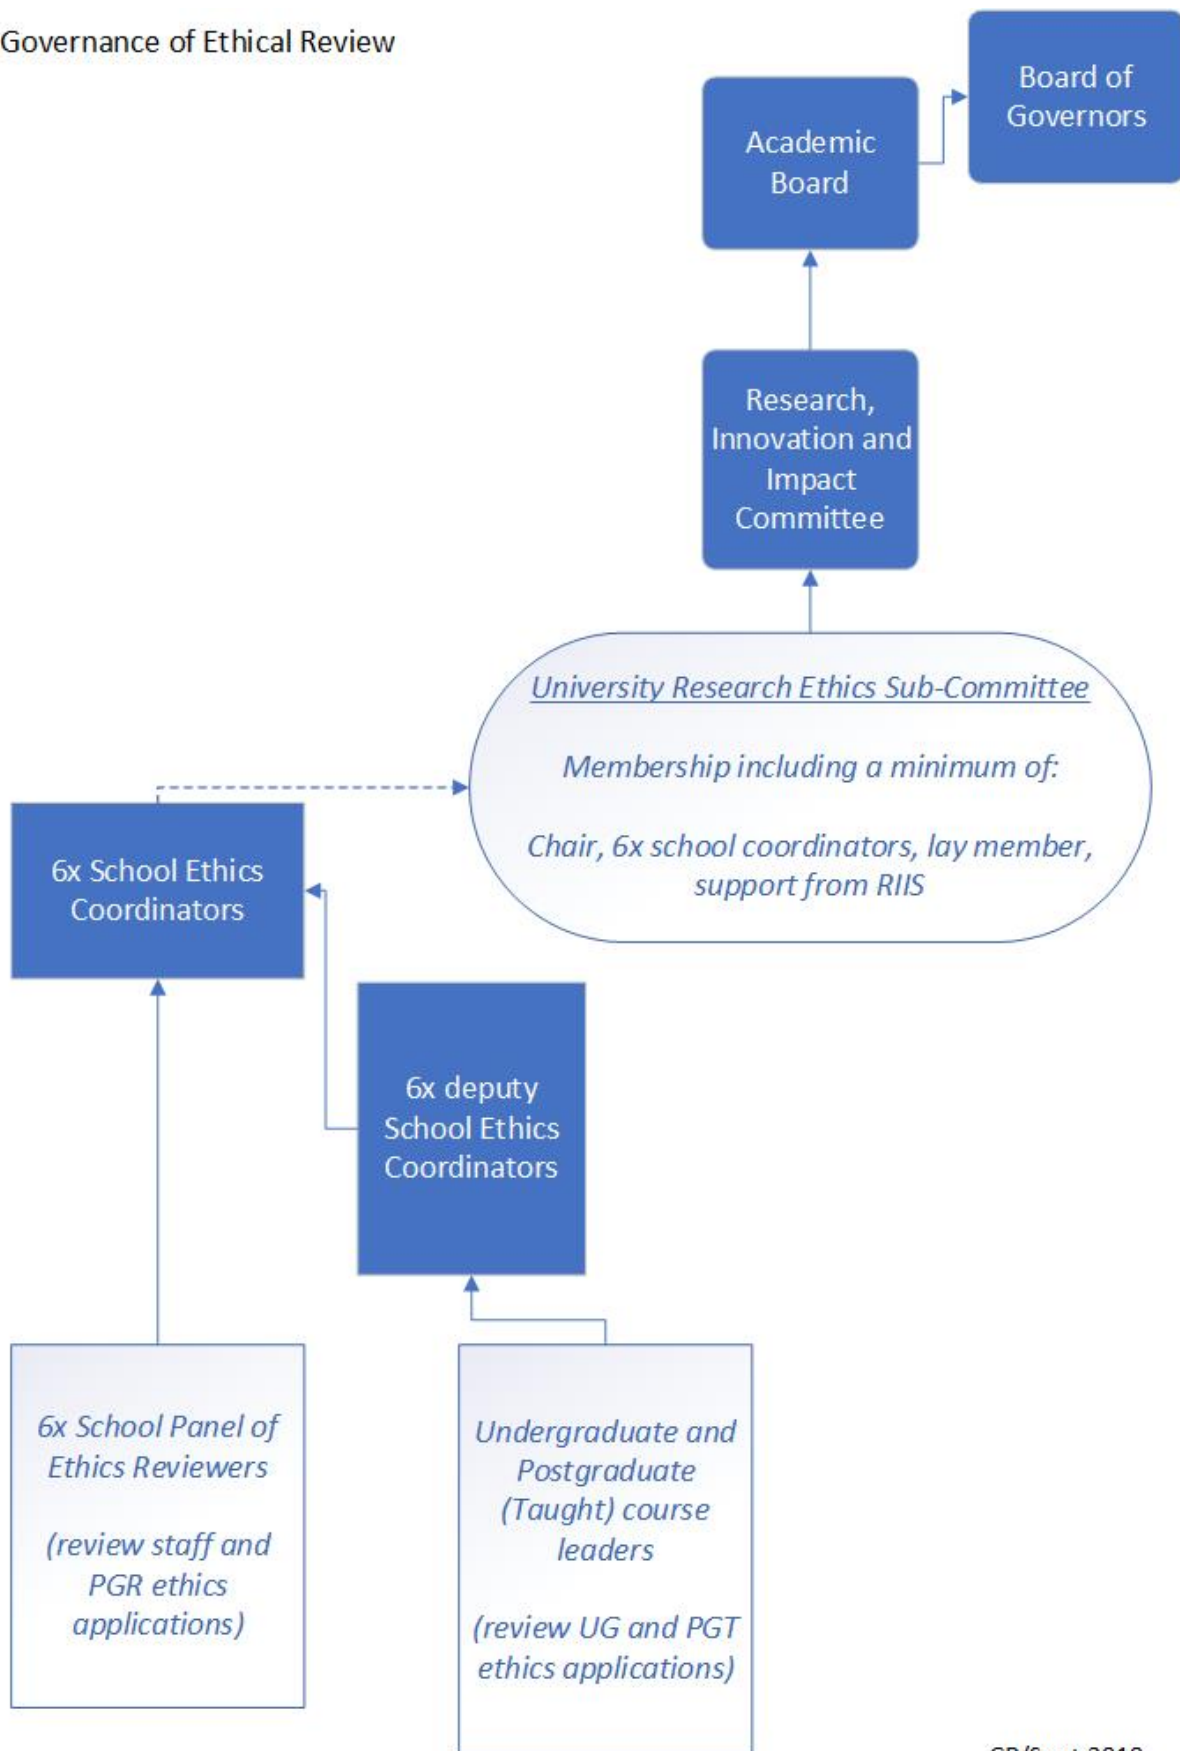 Governance of Ethical Review
Board of
Governors
Academic
Board
Research,
Innovation and
Impact
Committee
University Research Ethics Sub-Committee
Membership including a minimum of:
Chair, 6x school coordinators, lay member,
support from RIIS
6x School Ethics
Coordinators
6x deputy
School Ethics
Coordinators
6x School Panel of
Ethics Reviewers
(review staff and
PGR ethics
applications)
Undergraduate and
Postgraduate
(Taught) course
leaders
(review UG and PGT
ethics applications)